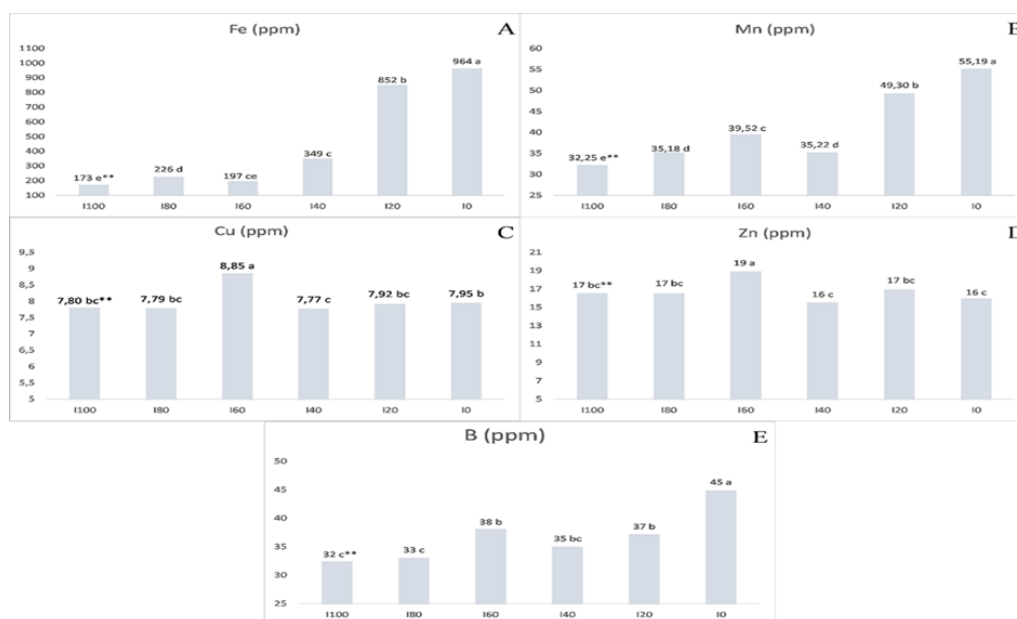 Fe (ppm)
A
1100
1000
900
800
700
600
500
400
300
200
100
173 e**
226 d
197 ce
349 c
852 b
964 a
I100 I80 I60 I40 I20 I0
Mn (ppm)
B
60
55
50
45
40
35
30
25
32,25 e**
35,18 d
39,52 c
35,22 d
49,30 b
55,19 a
I100 I80 I60 I40 I20 I0
Cu (ppm)
C
9,5
9
8,5
8
7,5
7
6,5
6
5,5
5
7,80 bc**
7,79 bc
8,85 a
7,77 c
7,92 bc
7,95 b
I100 I80 I60 I40 I20 I0
Zn (ppm)
D
21
19
17
15
13
11
9
7
5
17 bc**
17 bc
19 a
16 c
17 bc
16 c
I100 I80 I60 I40 I20 I0
B (ppm)
E
50
45
40
35
30
25
32 c**
33 c
38 b
35 bc
37 b
45 a
I100 I80 I60 I40 I20 I0